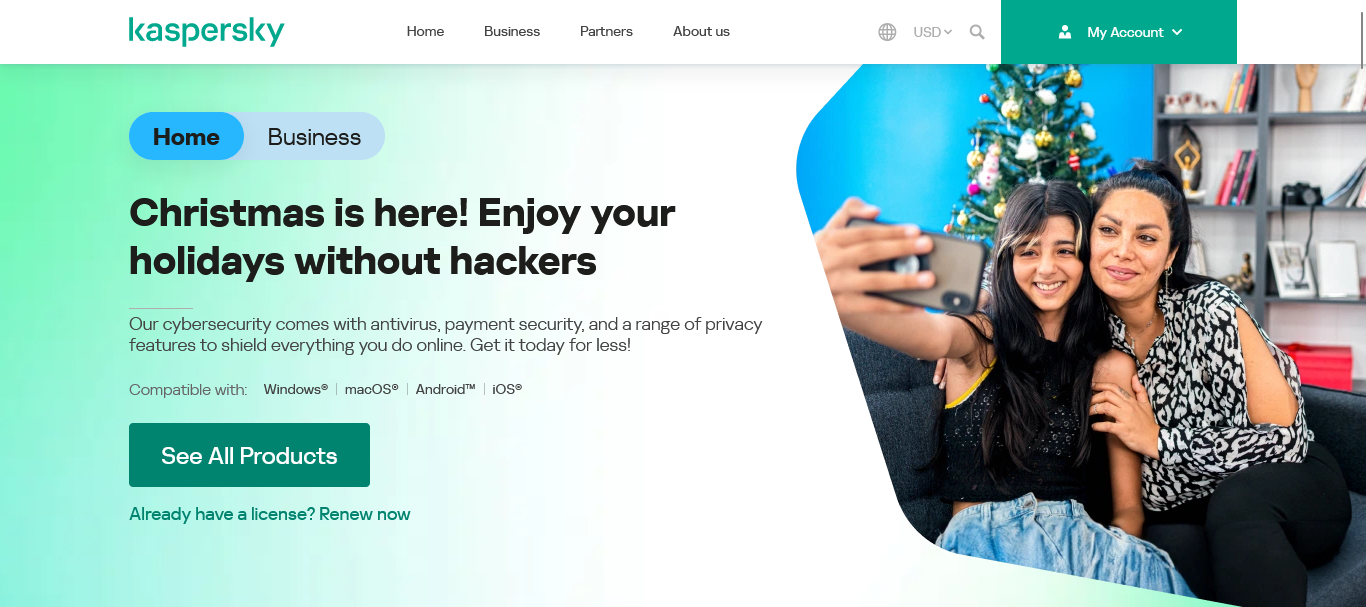 kaspersky
Home
Business
Partners
About us
USD
My Account
Home
Business
Christmas is here! Enjoy your
holidays without hackers
Our cybersecurity comes with antivirus, payment security, and a range of privacy
features to shield everything you do online. Get it today for less!
Compatible with: Windows® macOS® Android™ iOS®
See All Products
Already have a license? Renew now